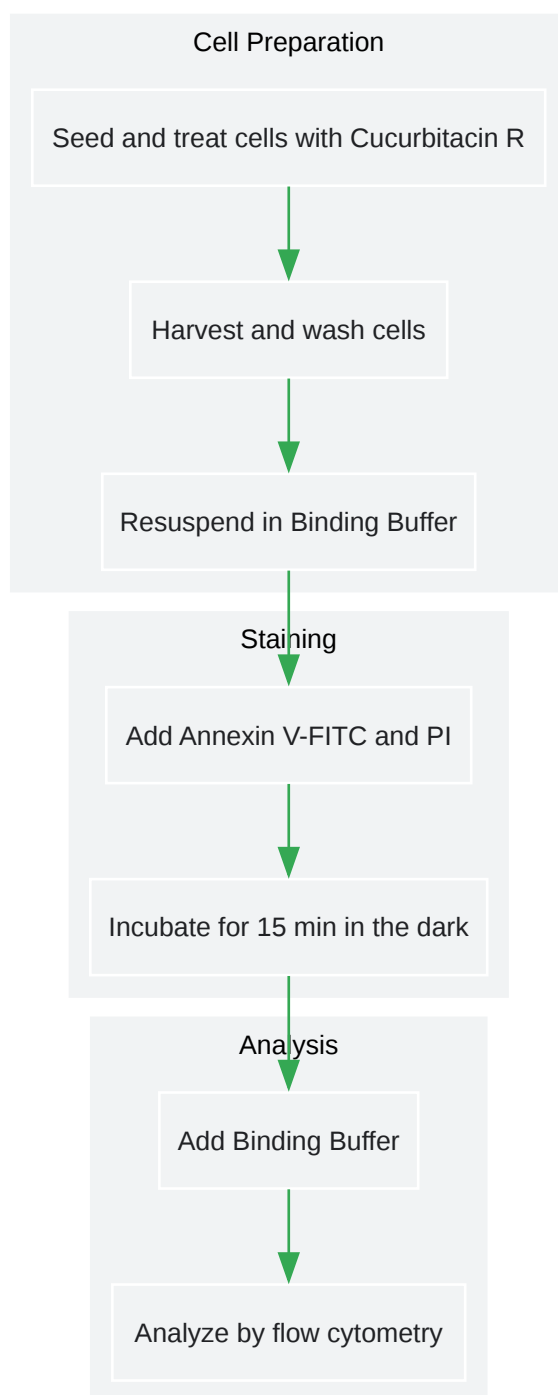 Cell Preparation
Seed and treat cells with Cucurbitacin R
Harvest and wash cells
Resuspend in Binding Buffer
Staining
Add Annexin V-FITC and PI
Incubate for 15 min in the dark
Analysis
Add Binding Buffer
Analyze by flow cytometry